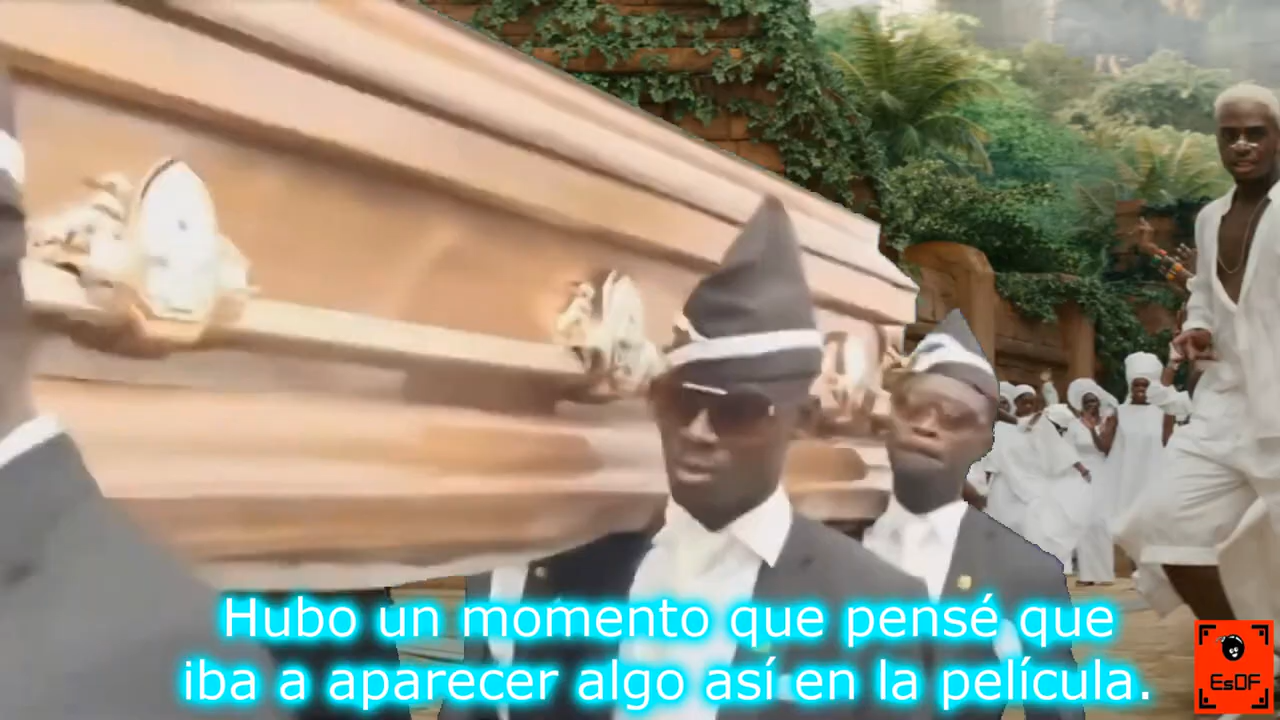 Hubo un momento que pensé que
iba a aparecer algo así en la película.
EsDF